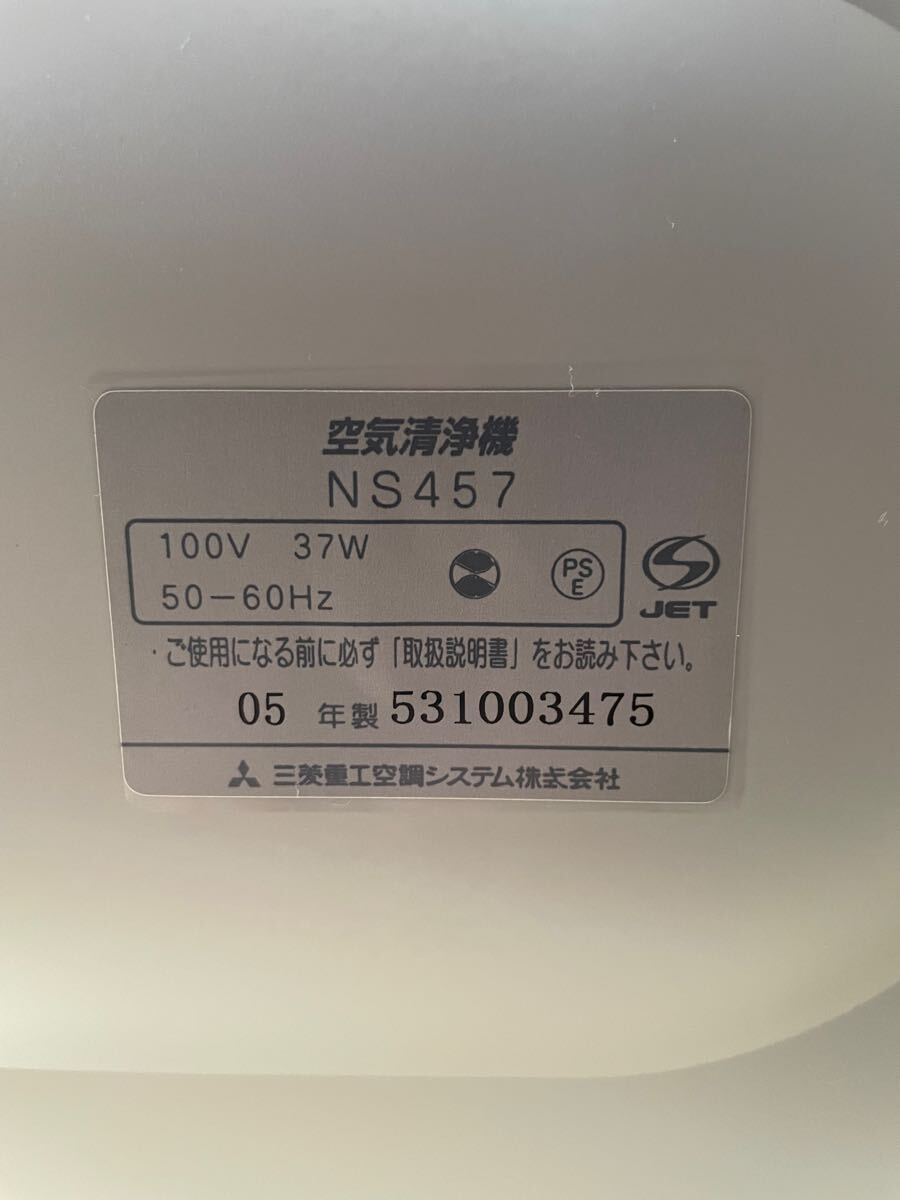 空気清浄機
NS457
100V 37W
50-60Hz
PS
E
JET
・ご使用になる前に必ず「取扱説明書」をお読み下さい。
05 年製 531003475
三菱重工空調システム株式会社